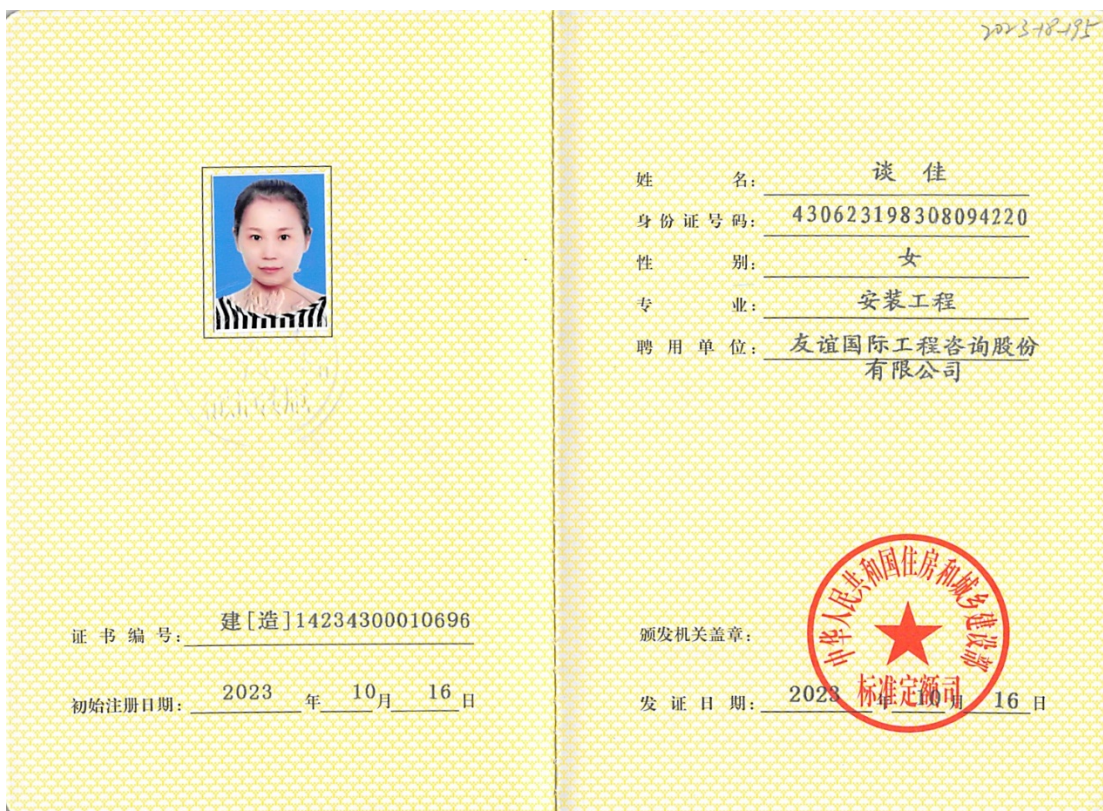 2023-18-195
姓 名: 谈 佳
身份证号码: 430623198308094220
性 别: 女
专 业: 安装工程
聘用单位: 友谊国际工程咨询股份
有限公司
证书编号: 建[造]14234300010696
初始注册日期: 2023 年 10 月 16 日
颁发机关盖章:
中华人民共和国住房和城乡建设部
标准定额司
发证日期: 2023 年 10 月 16 日